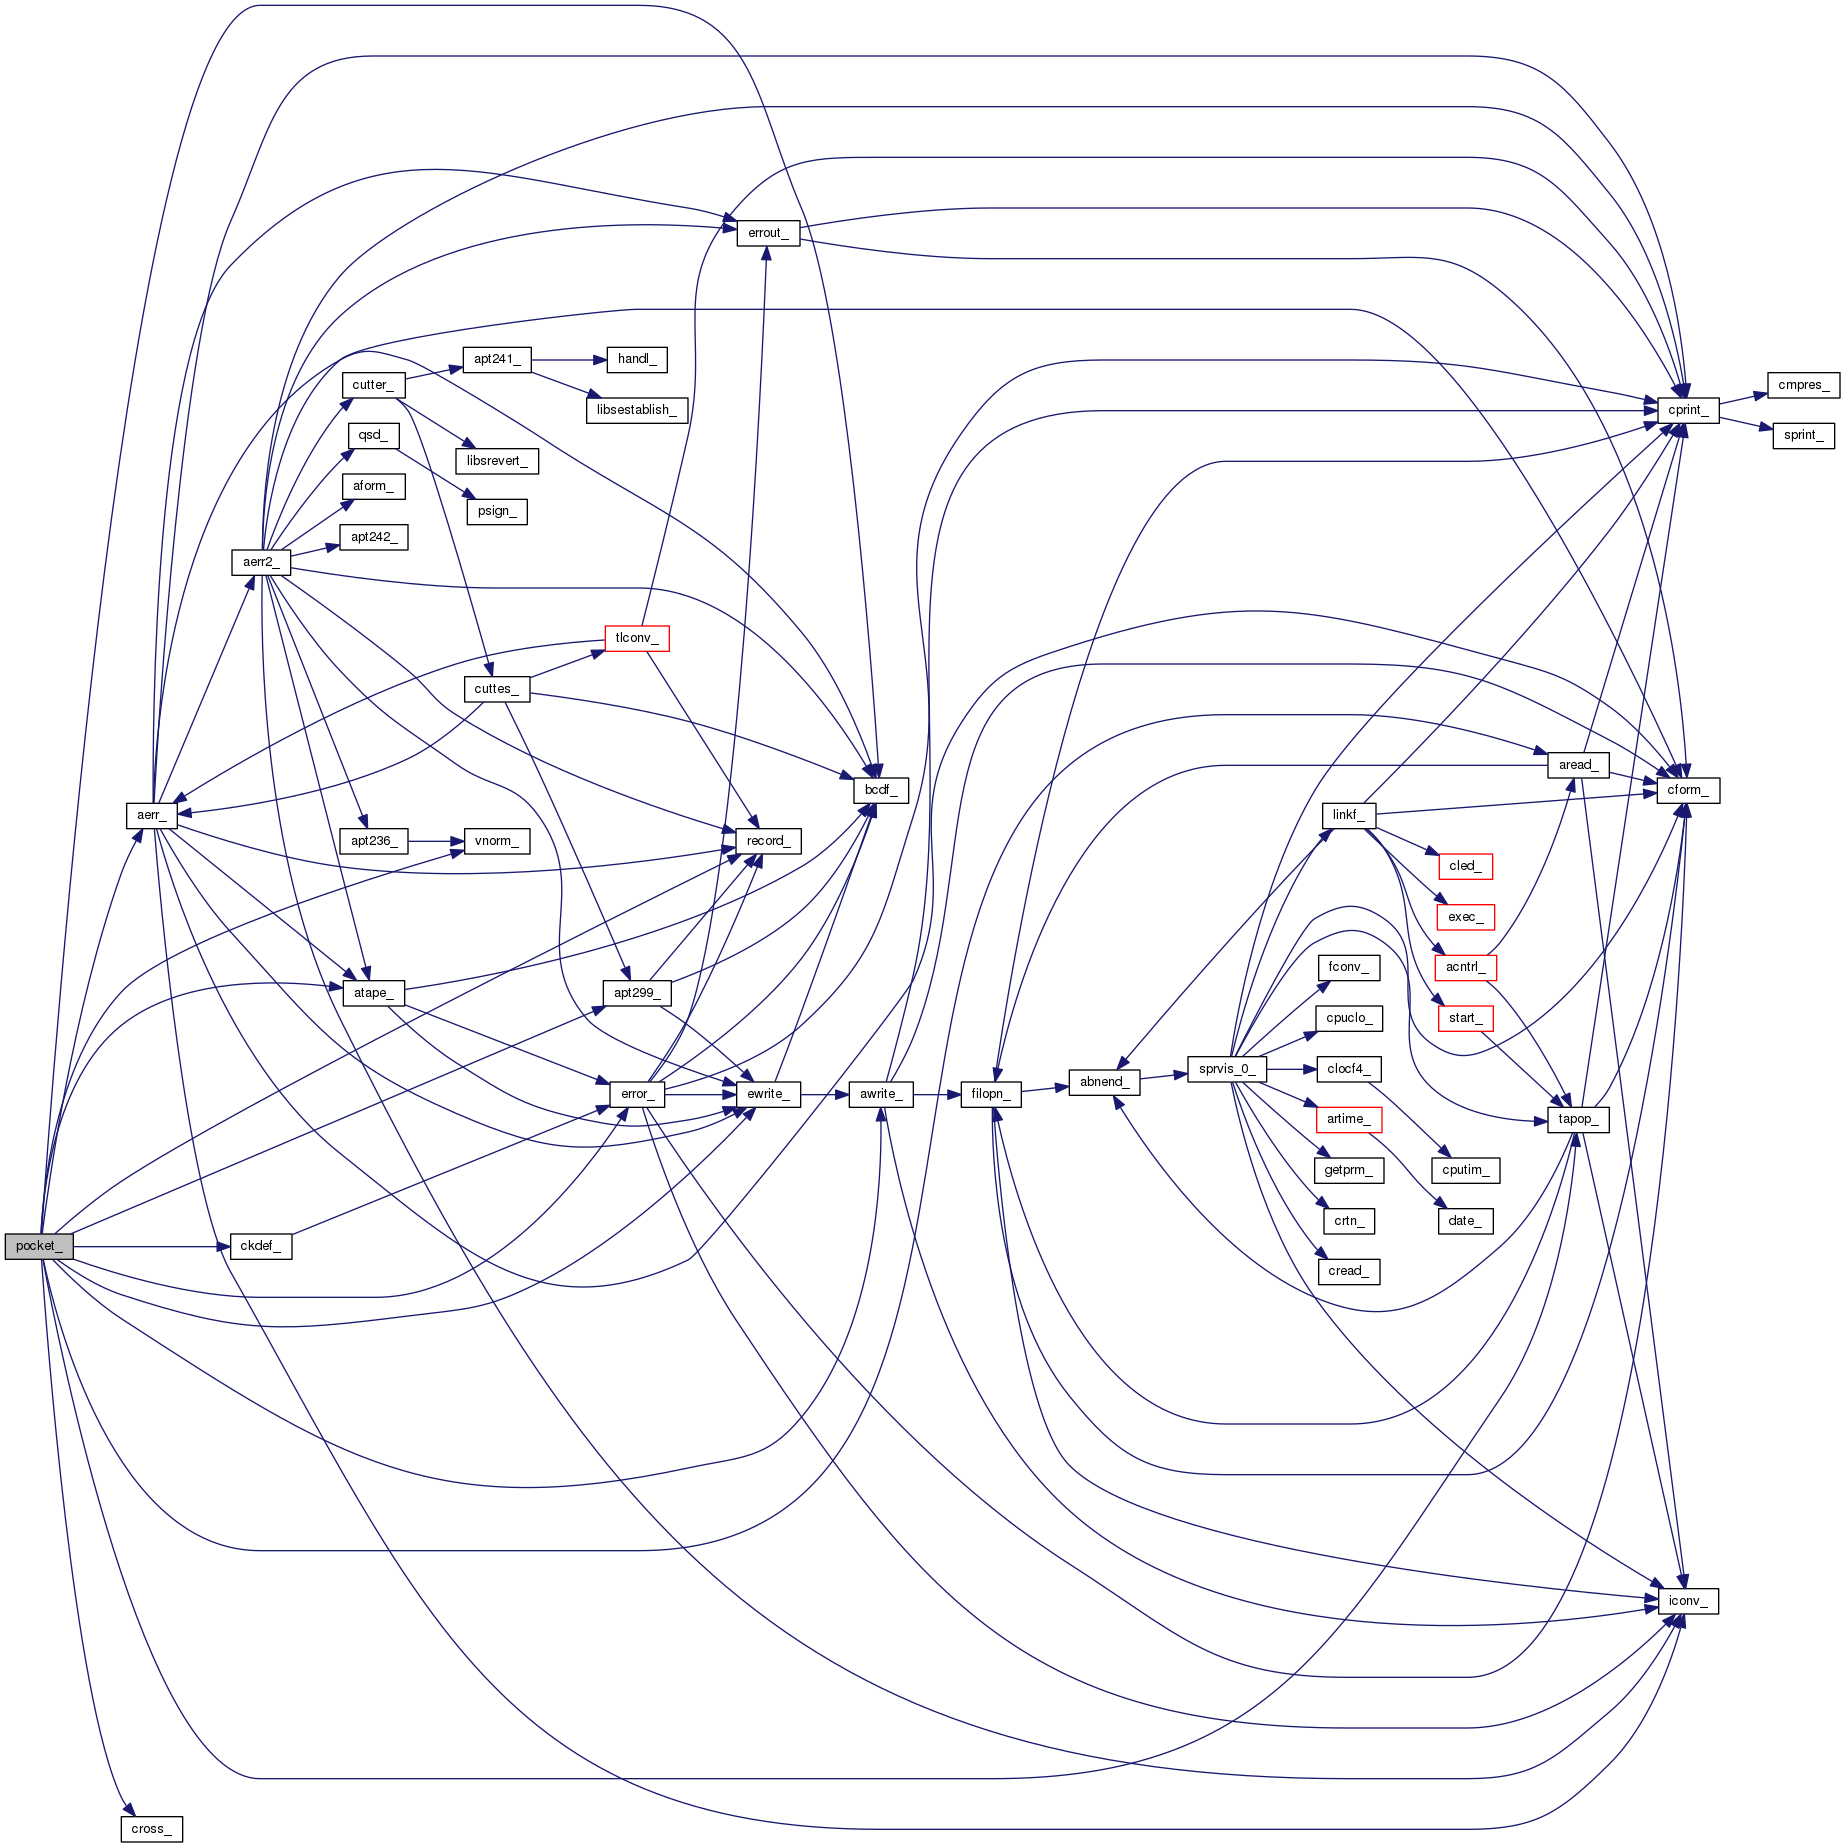 errout_
apt241_
handl_
cutter_
cmpres_
libsestablish_
cprint_
qsd_
sprint_
libsrevert_
aform_
psign_
apt242_
aerr2_
tlconv_
cuttes_
aread_
bcdf_
cform_
aerr_
linkf_
apt236_
vnorm_
record_
cled_
exec_
fconv_
acntrl_
atape_
apt299_
cpuclo_
start_
sprvis_0_
clocf4_
abnend_
error_
ewrite_
awrite_
filopn_
artime_
tapop_
getprm_
cputim_
crtn_
date_
pocket_
ckdef_
cread_
iconv_
cross_